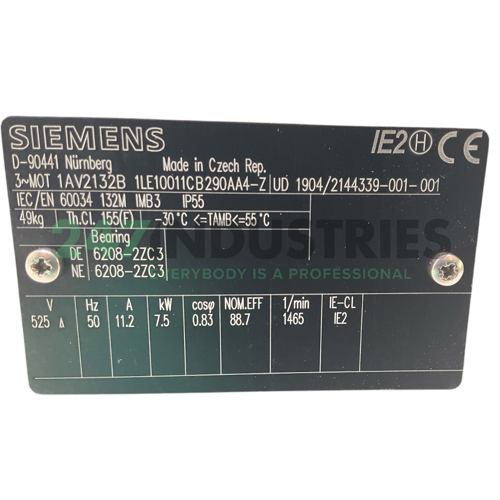 SIEMENS IE2 H CE
D-90441 Nürnberg Made in Czech Rep.
3~MOT 1AV2132B 1LE10011CB290AA4-Z UD 1904/2144339-001-001
IEC/EN 60034 132M IMB3 IP55
49kg Th.Cl. 155(F) -30°C <=TAMB<=55°C
Bearing
DE 6208-2ZC3
NE 6208-2ZC3
24/7 INDUSTRIES
EVERYBODY IS A READER
V Hz A kW cosφ NOM.EFF 1/min IE-CL
525 Δ 50 11.2 7.5 0.83 88.7 1465 IE2